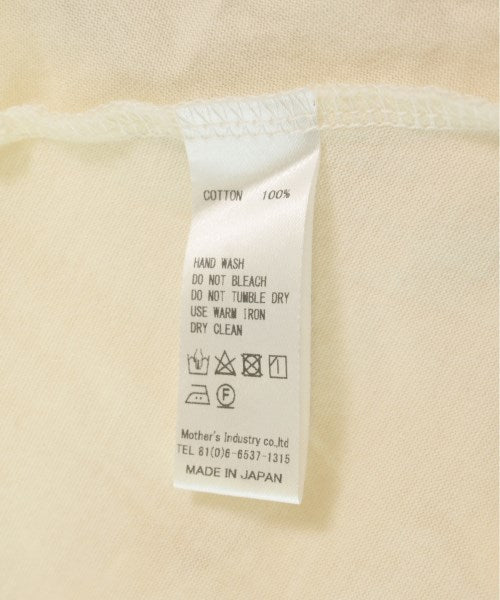 COTTON 100%
HAND WASH
DO NOT BLEACH
DO NOT TUMBLE DRY
USE WARM IRON
DRY CLEAN
F
Mother's Industry co.,ltd
TEL 81(0)6-6537-1315
MADE IN JAPAN